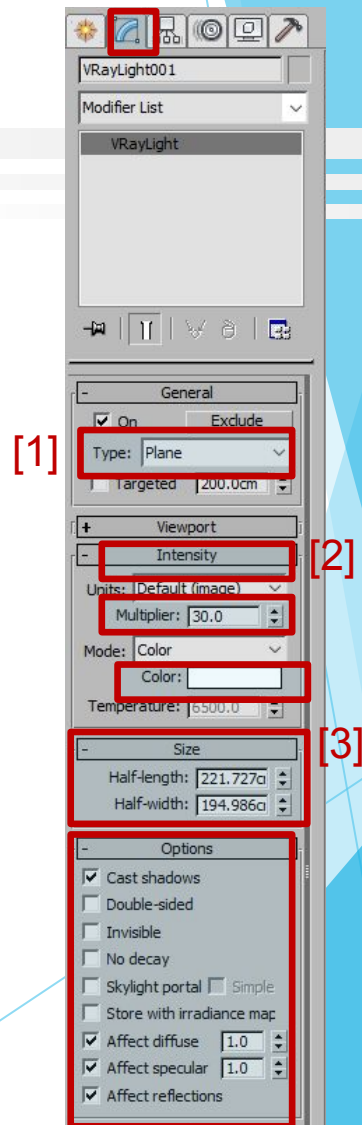 VRayLight001
Modifier List
VRayLight
- General
On Exclude
[1] Type: Plane
Targeted 200.0cm
+ Viewport
- Intensity [2]
Units: Default (image)
Multiplier: 30.0
Mode: Color
Color:
Temperature: 6500.0
- Size [3]
Half-length: 221.727c
Half-width: 194.986c
- Options
Cast shadows
Double-sided
Invisible
No decay
Skylight portal Simple
Store with irradiance map
Affect diffuse 1.0
Affect specular 1.0
Affect reflections